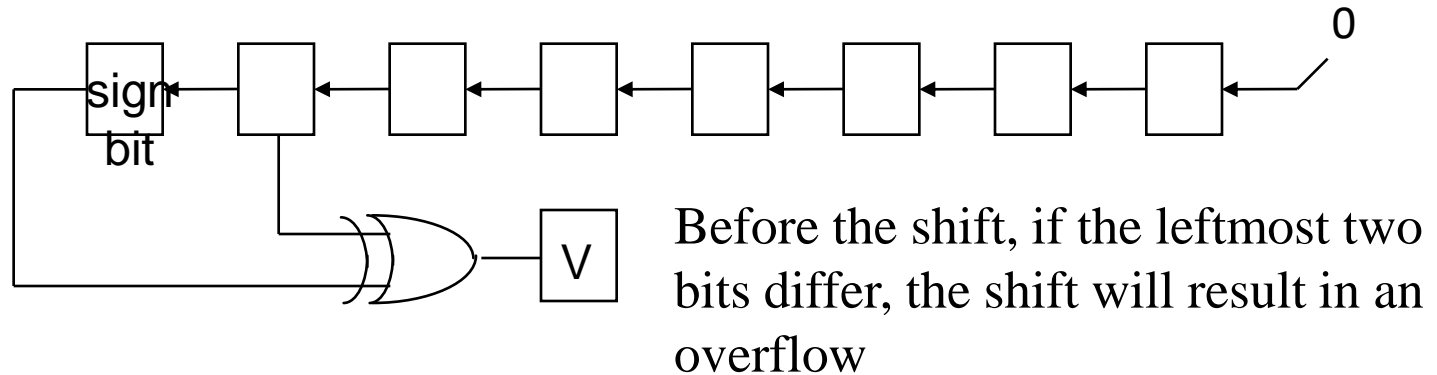 0
sign
bit
V
Before the shift, if the leftmost two
bits differ, the shift will result in an
overflow